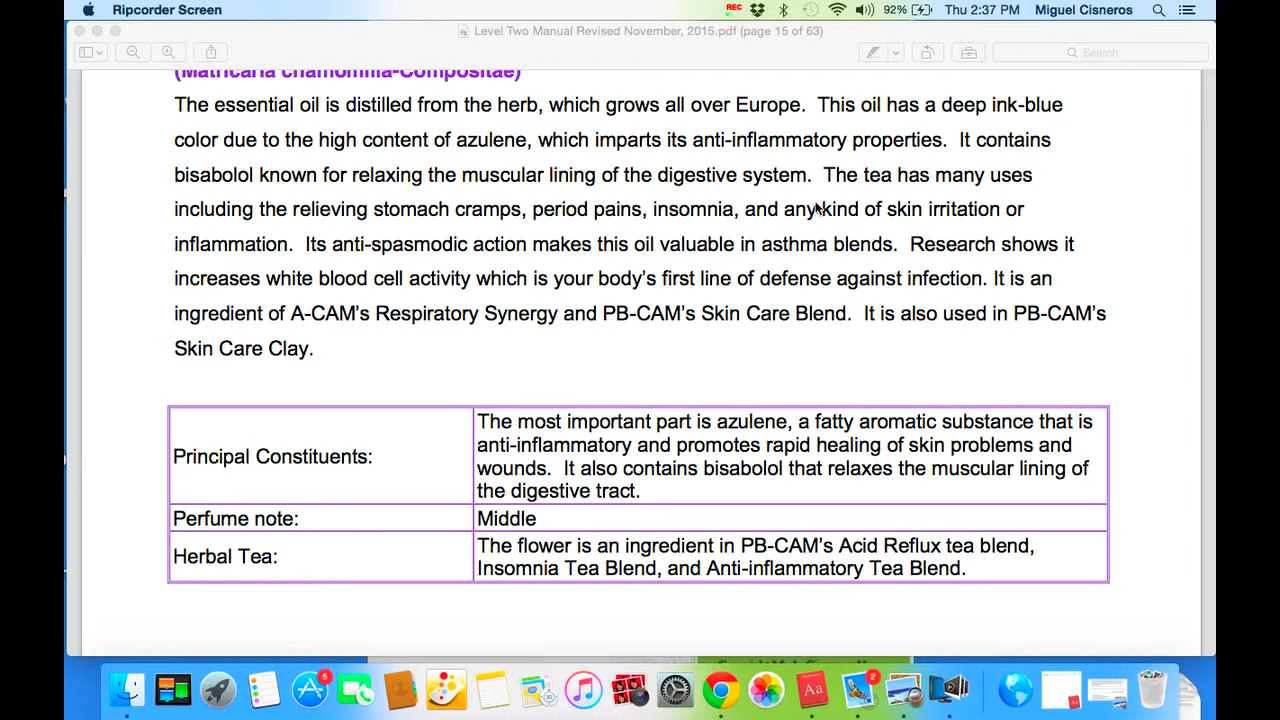 Ripcorder Screen
REC
92%
Thu 2:37 PM
Miguel Cisneros
Level Two Manual Revised November, 2015.pdf (page 15 of 63)
Search
(Matricaria chamomilla-Compositae)
The essential oil is distilled from the herb, which grows all over Europe.  This oil has a deep ink-blue
color due to the high content of azulene, which imparts its anti-inflammatory properties.  It contains
bisabolol known for relaxing the muscular lining of the digestive system.  The tea has many uses
including the relieving stomach cramps, period pains, insomnia, and any kind of skin irritation or
inflammation.  Its anti-spasmodic action makes this oil valuable in asthma blends.  Research shows it
increases white blood cell activity which is your body’s first line of defense against infection. It is an
ingredient of A-CAM’s Respiratory Synergy and PB-CAM’s Skin Care Blend.  It is also used in PB-CAM’s
Skin Care Clay.
Principal Constituents:
The most important part is azulene, a fatty aromatic substance that is
anti-inflammatory and promotes rapid healing of skin problems and
wounds.  It also contains bisabolol that relaxes the muscular lining of
the digestive tract.
Perfume note:
Middle
Herbal Tea:
The flower is an ingredient in PB-CAM’s Acid Reflux tea blend,
Insomnia Tea Blend, and Anti-inflammatory Tea Blend.
5
Aa
2